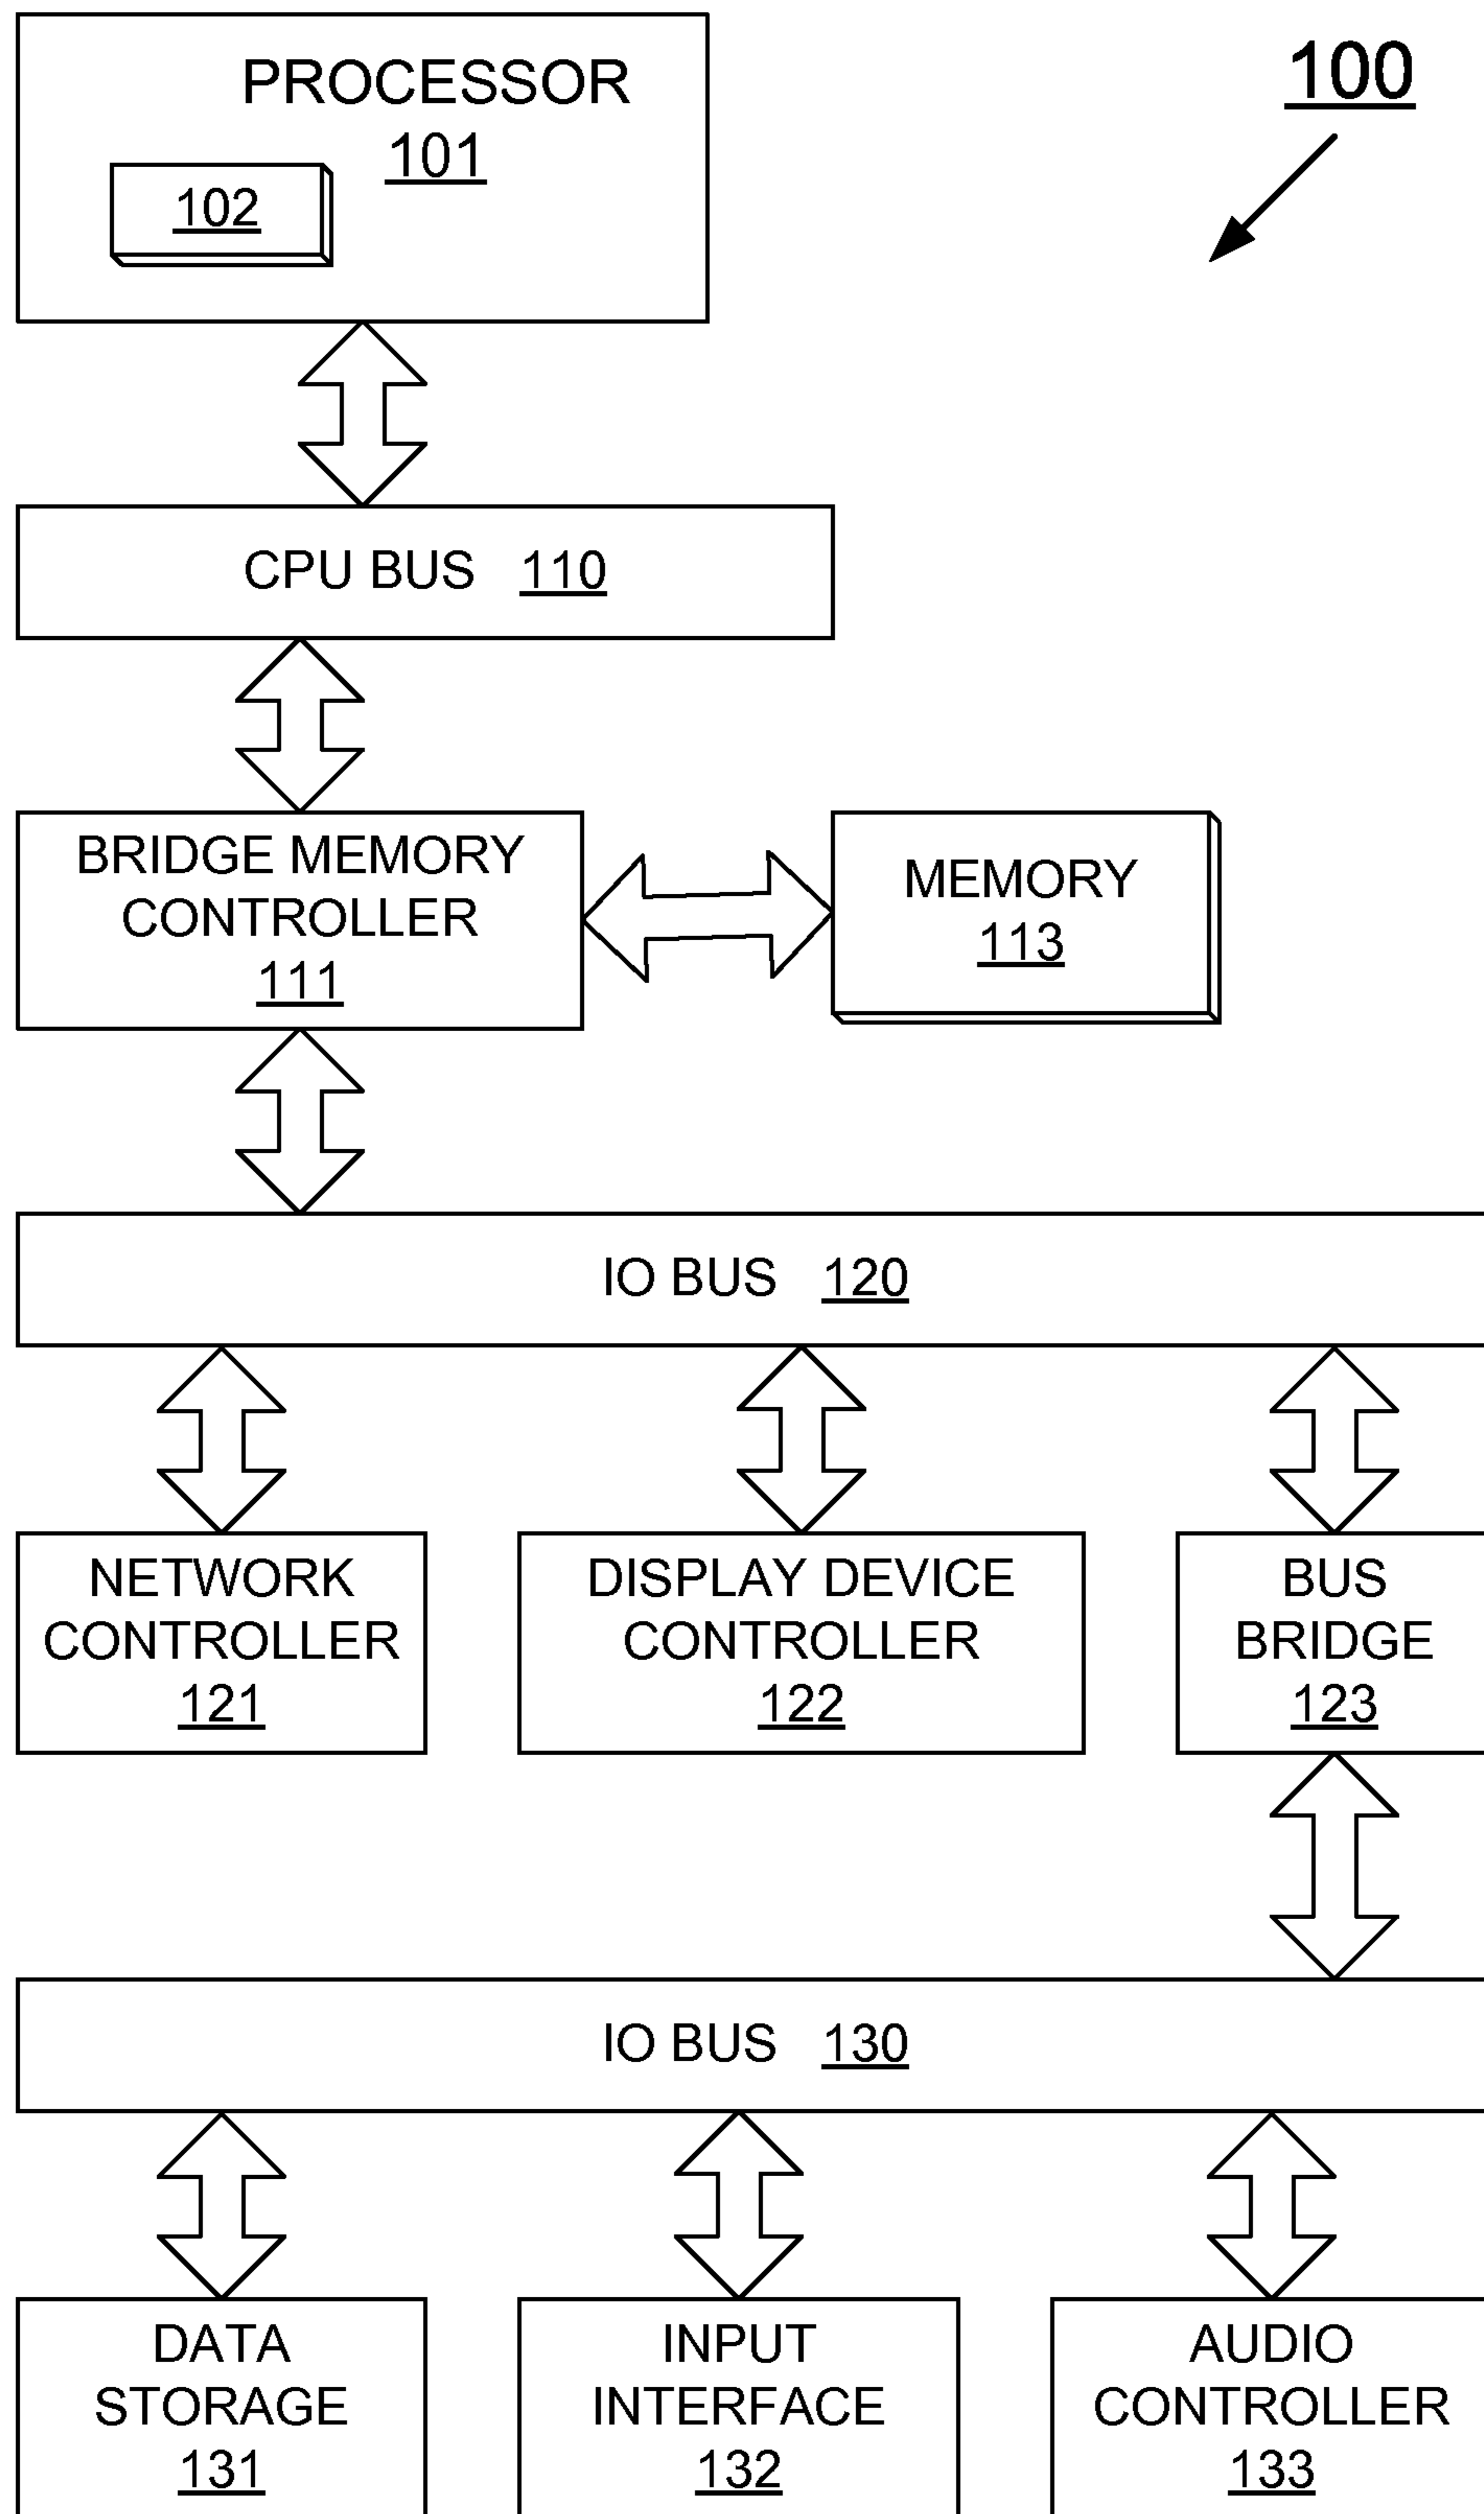 PROCESSOR
101
100
102
CPU BUS 110
BRIDGE MEMORY
CONTROLLER
111
MEMORY
113
IO BUS 120
NETWORK
CONTROLLER
121
DISPLAY DEVICE
CONTROLLER
122
BUS
BRIDGE
123
IO BUS 130
DATA
STORAGE
131
INPUT
INTERFACE
132
AUDIO
CONTROLLER
133